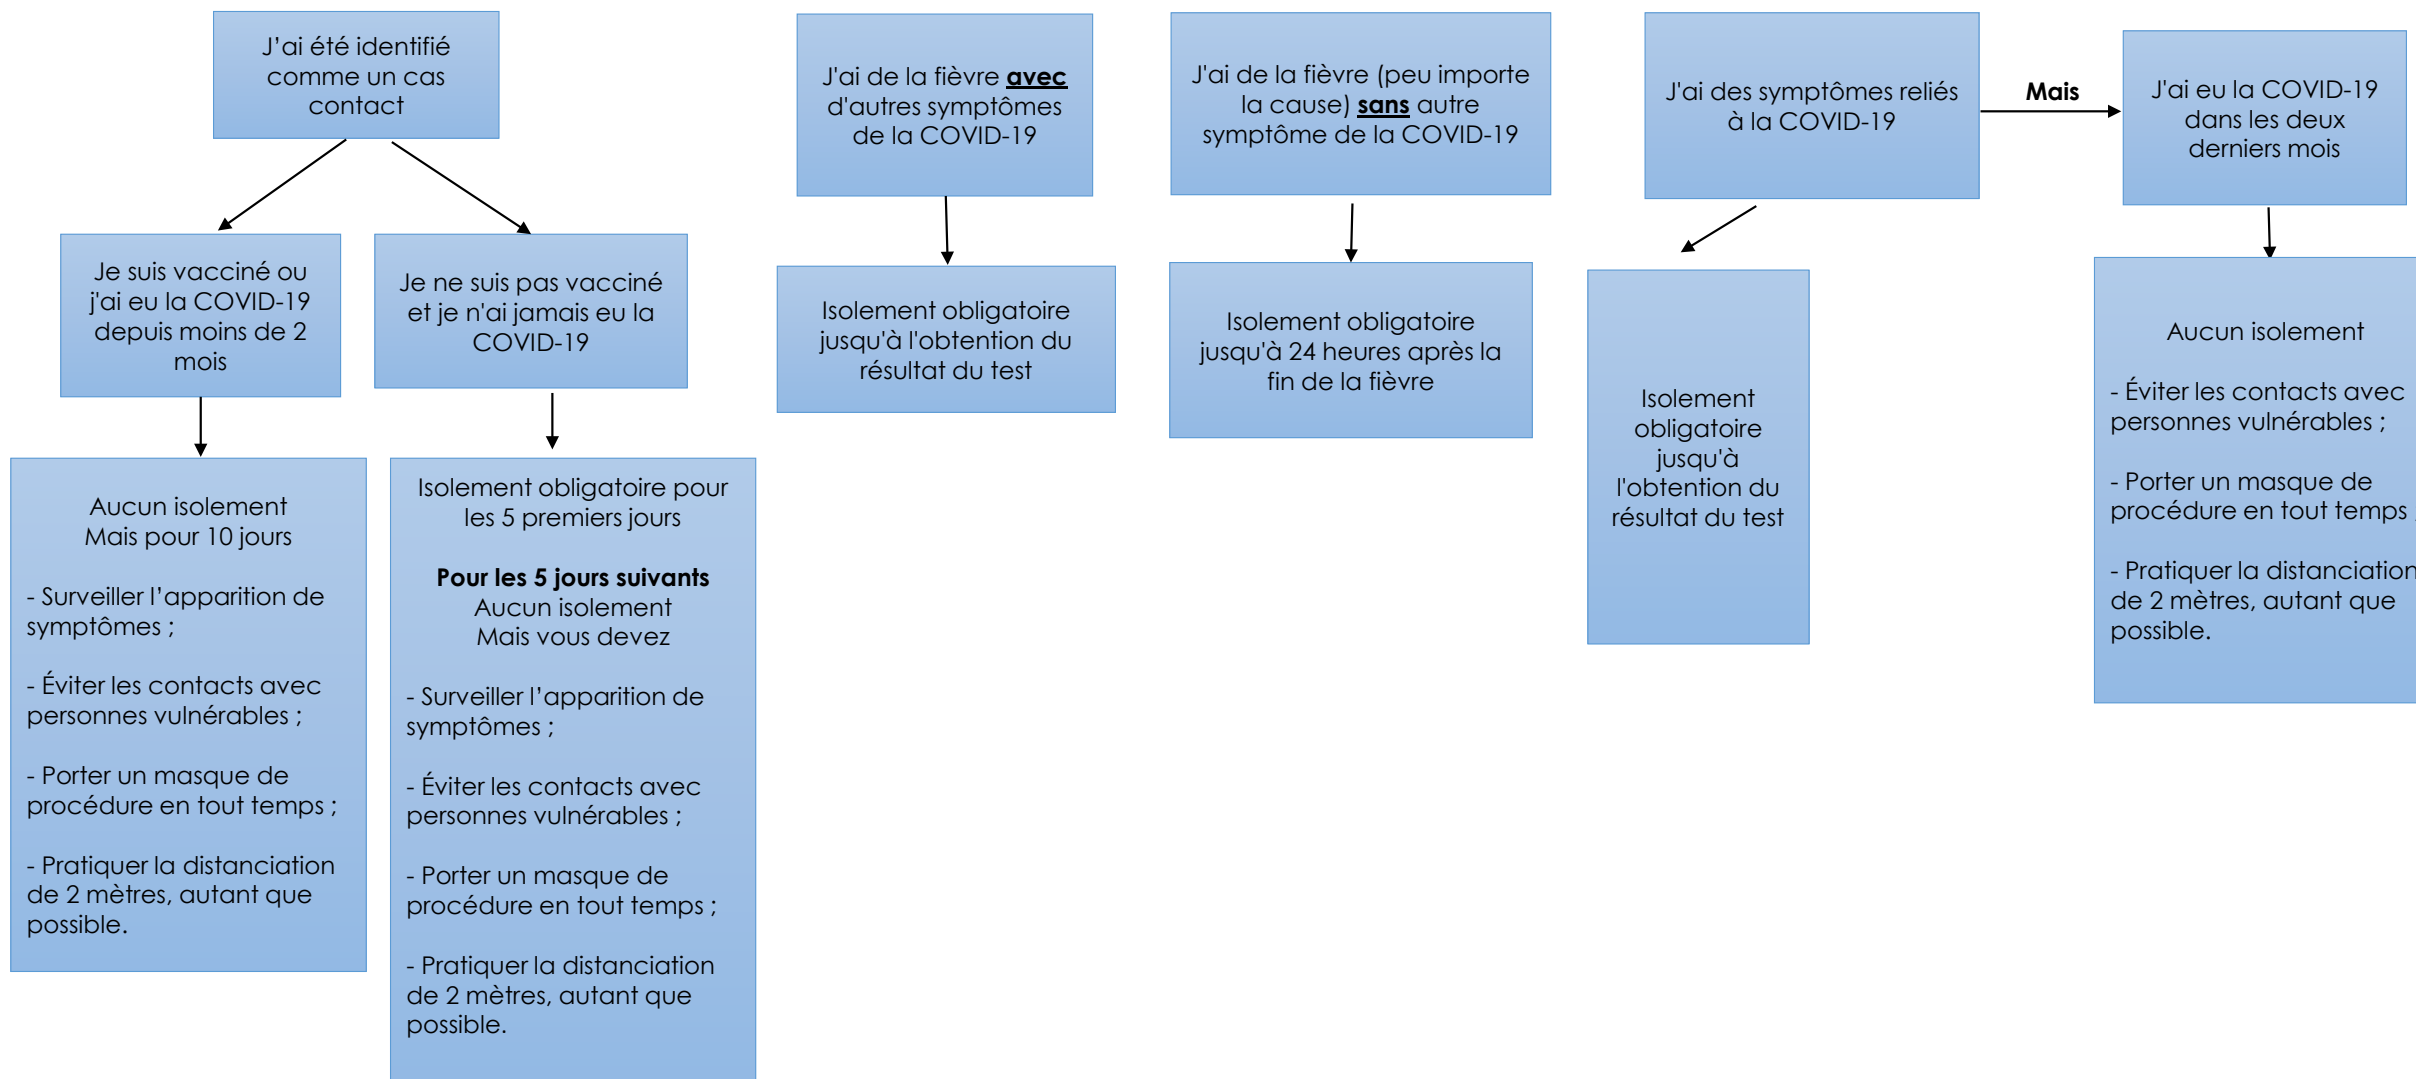 J'ai été identifié
comme un cas
contact
J'ai de la fièvre avec
d'autres symptômes
de la COVID-19
J'ai de la fièvre (peu importe
la cause) sans autre
symptôme de la COVID-19
J'ai des symptômes reliés
à la COVID-19
Mais
J'ai eu la COVID-19
dans les deux
derniers mois
Je suis vacciné ou
j'ai eu la COVID-19
depuis moins de 2
mois
Je ne suis pas vacciné
et je n'ai jamais eu la
COVID-19
Isolement obligatoire
jusqu'à l'obtention du
résultat du test
Isolement obligatoire
jusqu'à 24 heures après la
fin de la fièvre
Isolement
obligatoire
jusqu'à
l'obtention du
résultat du test
Aucun isolement
- Éviter les contacts avec
personnes vulnérables ;
- Porter un masque de
procédure en tout temps ;
- Pratiquer la distanciation
de 2 mètres, autant que
possible.
Aucun isolement
Mais pour 10 jours
- Surveiller l'apparition de
symptômes ;
- Éviter les contacts avec
personnes vulnérables ;
- Porter un masque de
procédure en tout temps ;
- Pratiquer la distanciation
de 2 mètres, autant que
possible.
Isolement obligatoire pour
les 5 premiers jours
Pour les 5 jours suivants
Aucun isolement
Mais vous devez
- Surveiller l'apparition de
symptômes ;
- Éviter les contacts avec
personnes vulnérables ;
- Porter un masque de
procédure en tout temps ;
- Pratiquer la distanciation
de 2 mètres, autant que
possible.